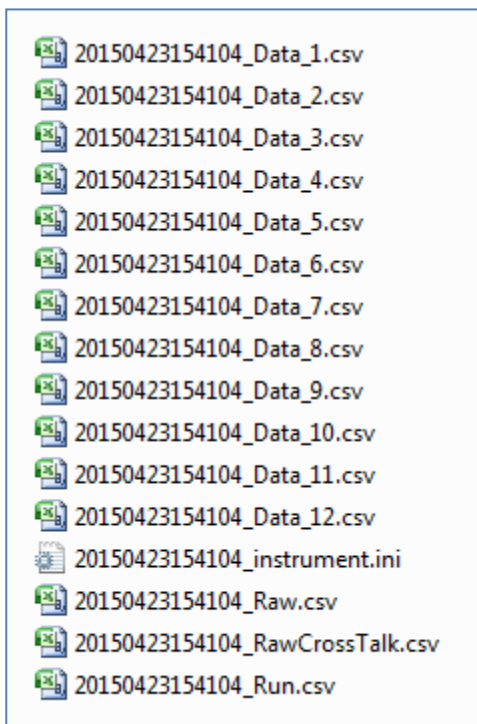 20150423154104_Data_1.csv
20150423154104_Data_2.csv
20150423154104_Data_3.csv
20150423154104_Data_4.csv
20150423154104_Data_5.csv
20150423154104_Data_6.csv
20150423154104_Data_7.csv
20150423154104_Data_8.csv
20150423154104_Data_9.csv
20150423154104_Data_10.csv
20150423154104_Data_11.csv
20150423154104_Data_12.csv
20150423154104_instrument.ini
20150423154104_Raw.csv
20150423154104_RawCrossTalk.csv
20150423154104_Run.csv